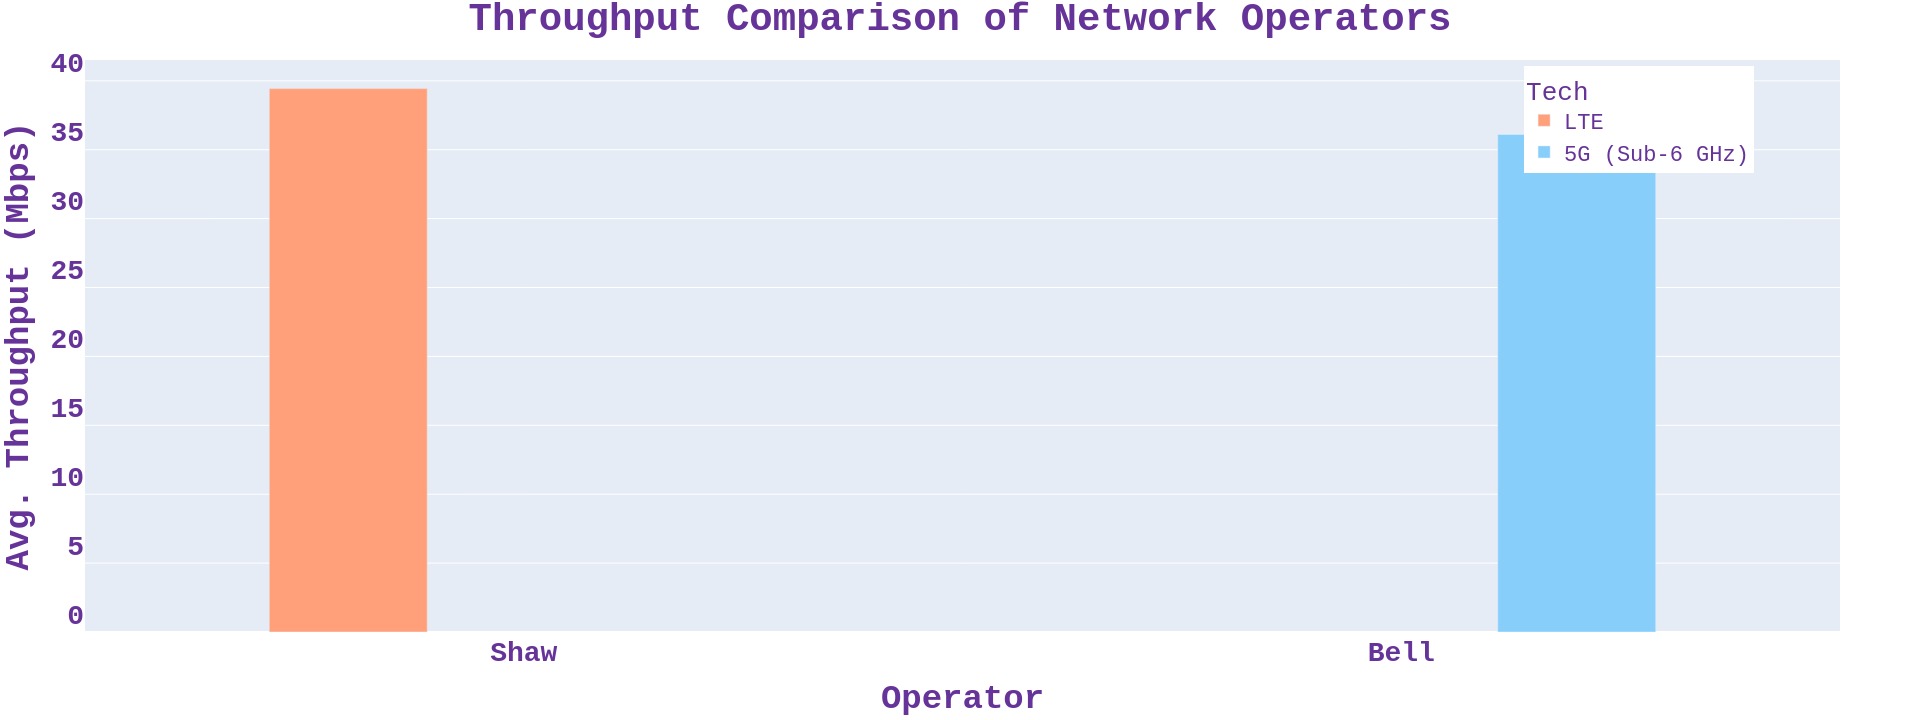 Throughput Comparison of Network Operators
40
35
30
25
20
15
10
5
0
Avg. Throughput (Mbps)
Tech
LTE
5G (Sub-6 GHz)
Shaw
Bell
Operator